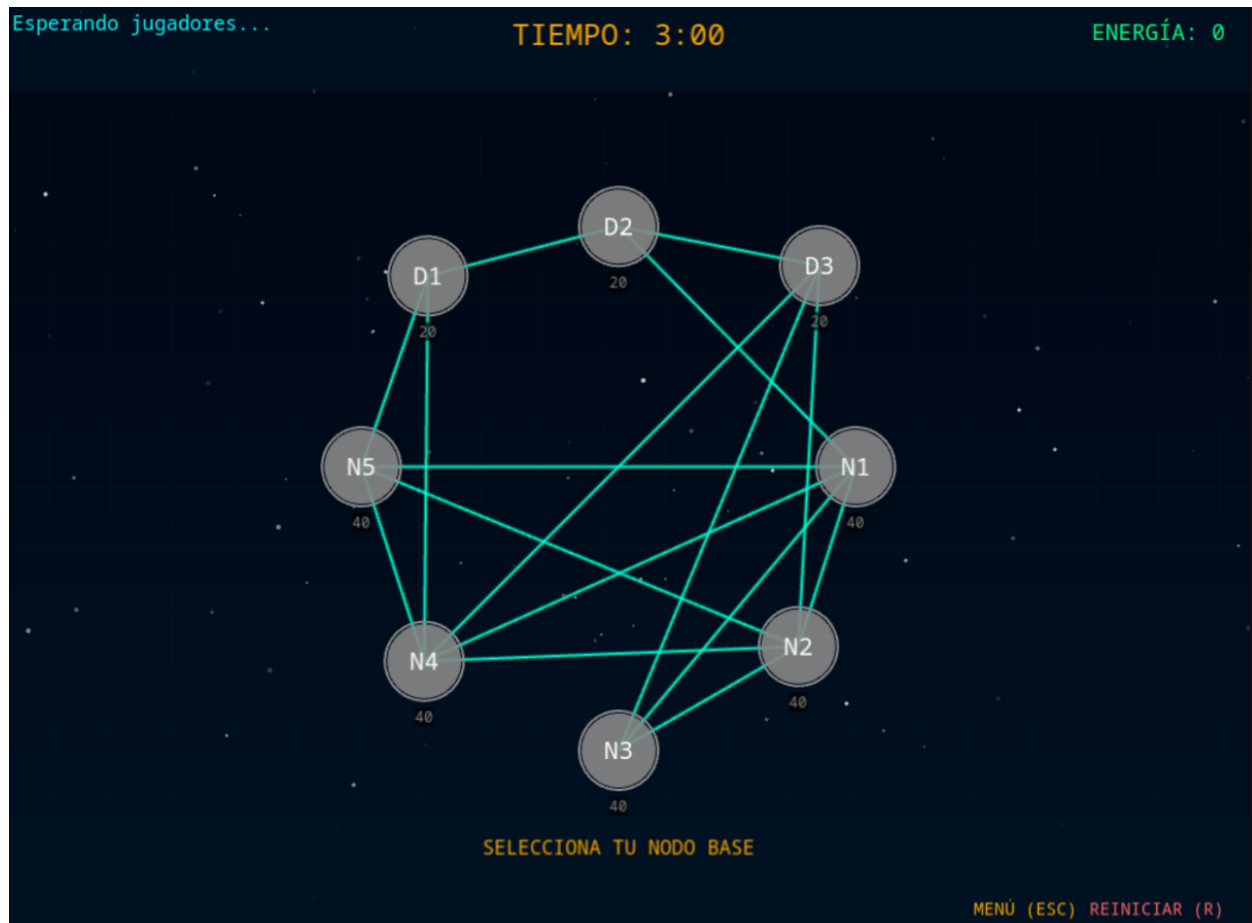 Esperando jugadores...
TIEMPO: 3:00
ENERGÍA: 0
D2
20
D3
20
D1
20
N5
40
N1
40
N2
40
N4
40
N3
40
SELECCIONA TU NODO BASE
MENÚ (ESC) REINICIAR (R)